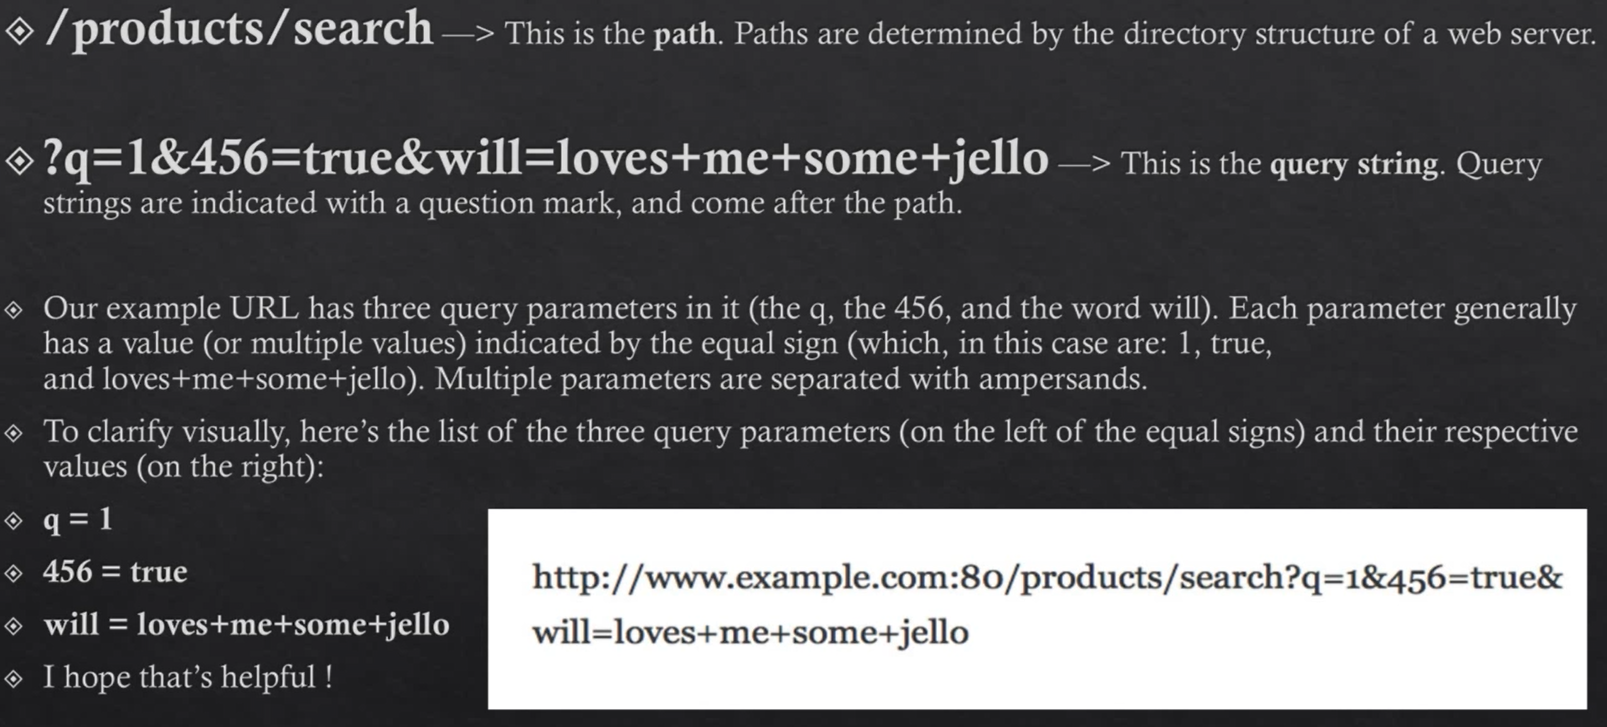 /products/search —> This is the path. Paths are determined by the directory structure of a web server.
?q=1&456=true&will=loves+me+some+jello —> This is the query string. Query
strings are indicated with a question mark, and come after the path.
Our example URL has three query parameters in it (the q, the 456, and the word will). Each parameter generally
has a value (or multiple values) indicated by the equal sign (which, in this case are: 1, true,
and loves+me+some+jello). Multiple parameters are separated with ampersands.
To clarify visually, here’s the list of the three query parameters (on the left of the equal signs) and their respective
values (on the right):
q = 1
456 = true
will = loves+me+some+jello
I hope that’s helpful !
http://www.example.com:80/products/search?q=1&456=true&
will=loves+me+some+jello